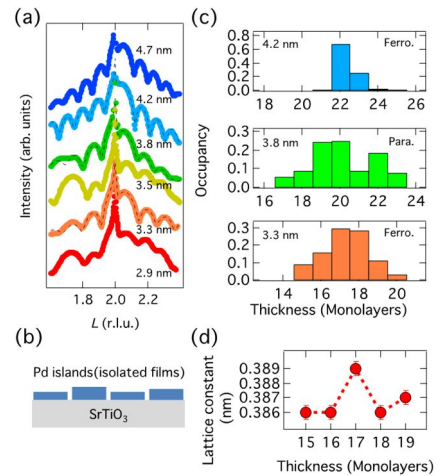 (a)
Intensity (arb. units)
4.7 nm
4.2 nm
3.8 nm
3.5 nm
3.3 nm
2.9 nm
1.8 2.0 2.2
L (r.l.u.)
(b)
Pd islands(isolated films)
SrTiO3
(c)
Occupancy
0.8
0.6
0.4
0.2
0.0
4.2 nm Ferro.
18 20 22 24 26
0.3
0.2
0.1
0.0
3.8 nm Para.
16 18 20 22 24
0.3
0.2
0.1
0.0
3.3 nm Ferro.
14 16 18 20
Thickness (Monolayers)
(d)
Lattice constant
(nm)
0.389
0.388
0.387
0.386
15 16 17 18 19
Thickness (Monolayers)